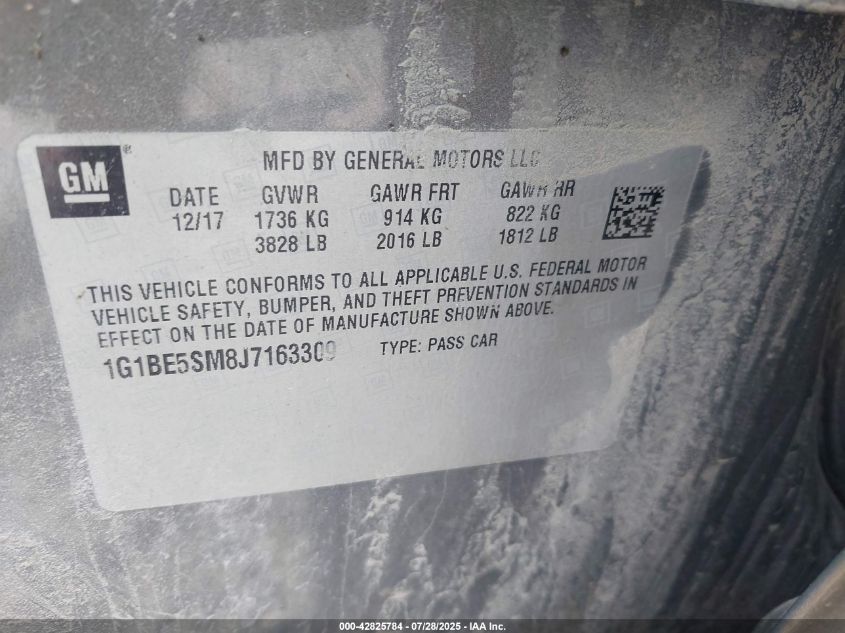 GM®
MFD BY GENERAL MOTORS LLC
DATE GVWR GAWR FRT GAWR RR
12/17 1736 KG 914 KG 822 KG
3828 LB 2016 LB 1812 LB
THIS VEHICLE CONFORMS TO ALL APPLICABLE U.S. FEDERAL MOTOR
VEHICLE SAFETY, BUMPER, AND THEFT PREVENTION STANDARDS IN
EFFECT ON THE DATE OF MANUFACTURE SHOWN ABOVE.
1G1BE5SM8J7163309 TYPE: PASS CAR
000-42825784 / 07/28/2025 - IAA Inc.